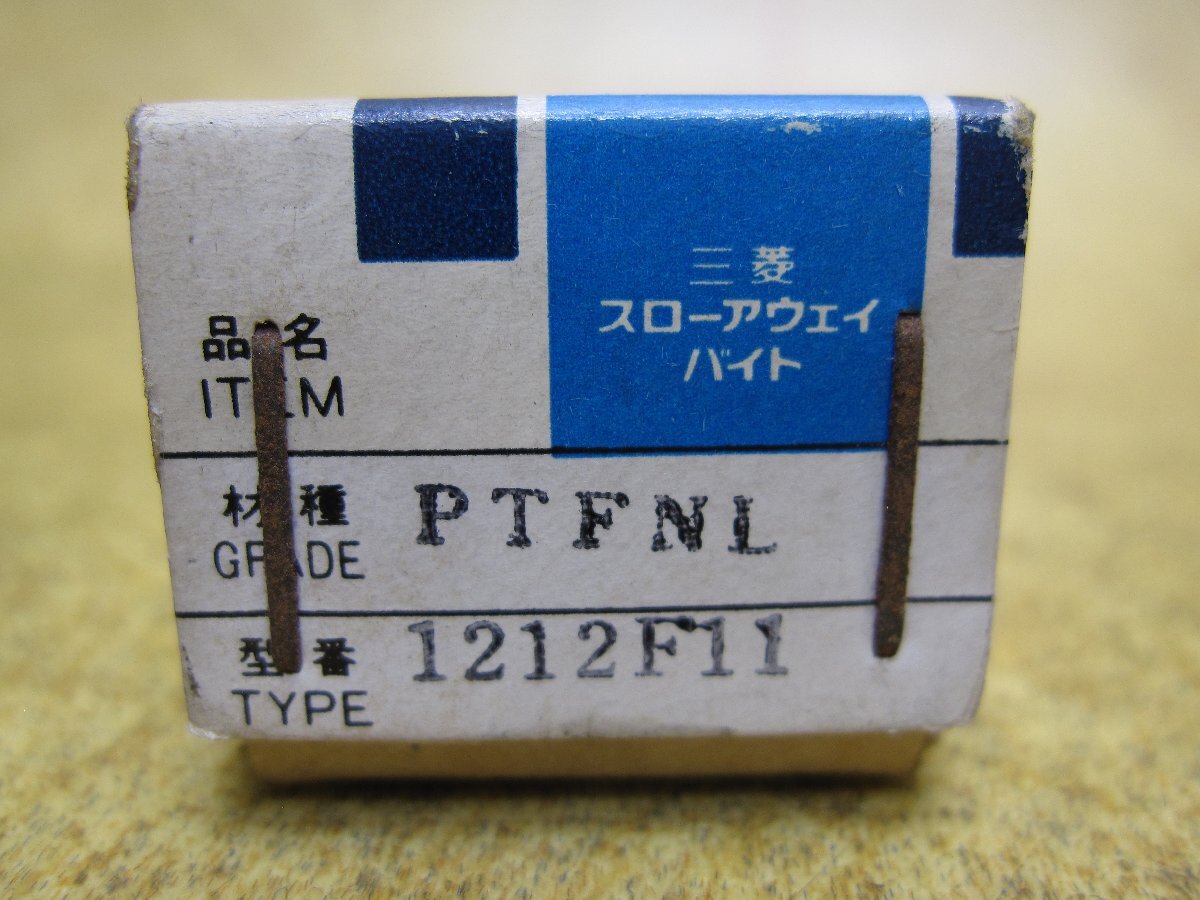 三菱
スローアウェイ
バイト
品名
ITEM
材種 PTFNL
GRADE
型番 1212F11
TYPE